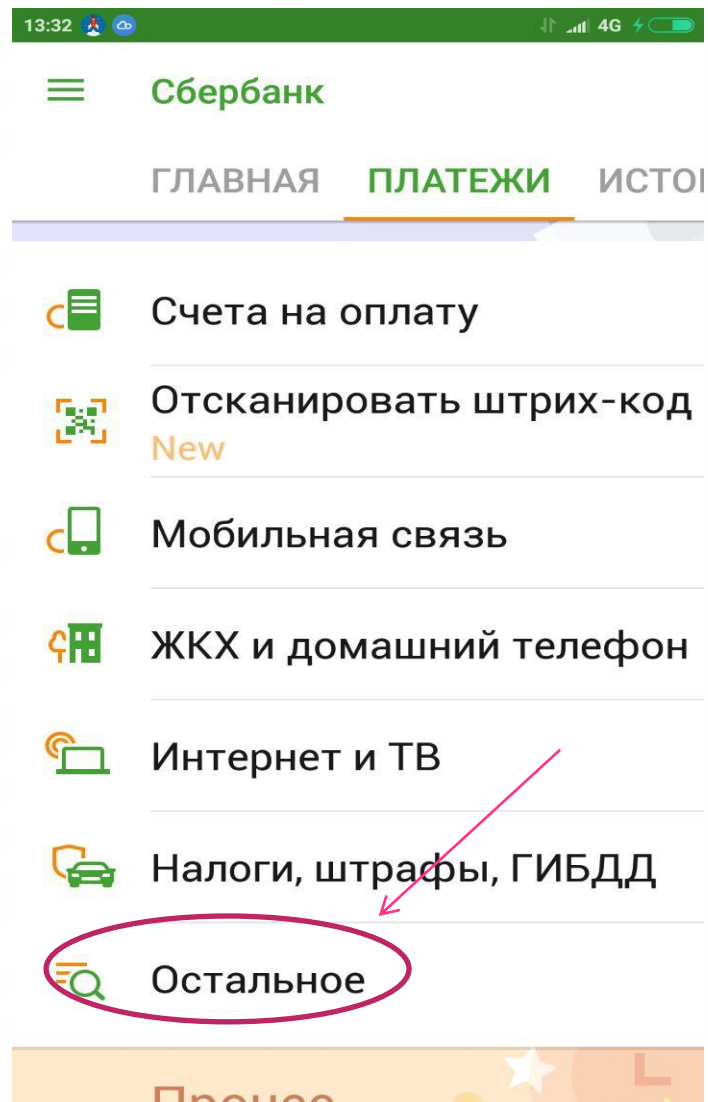 13:32 4G
Сбербанк
ГЛАВНАЯ ПЛАТЕЖИ
Счета на оплату
Отсканировать штрих-код
New
Мобильная связь
ЖКХ и домашний телефон
Интернет и ТВ
Налоги, штрафы, ГИБДД
Остальное